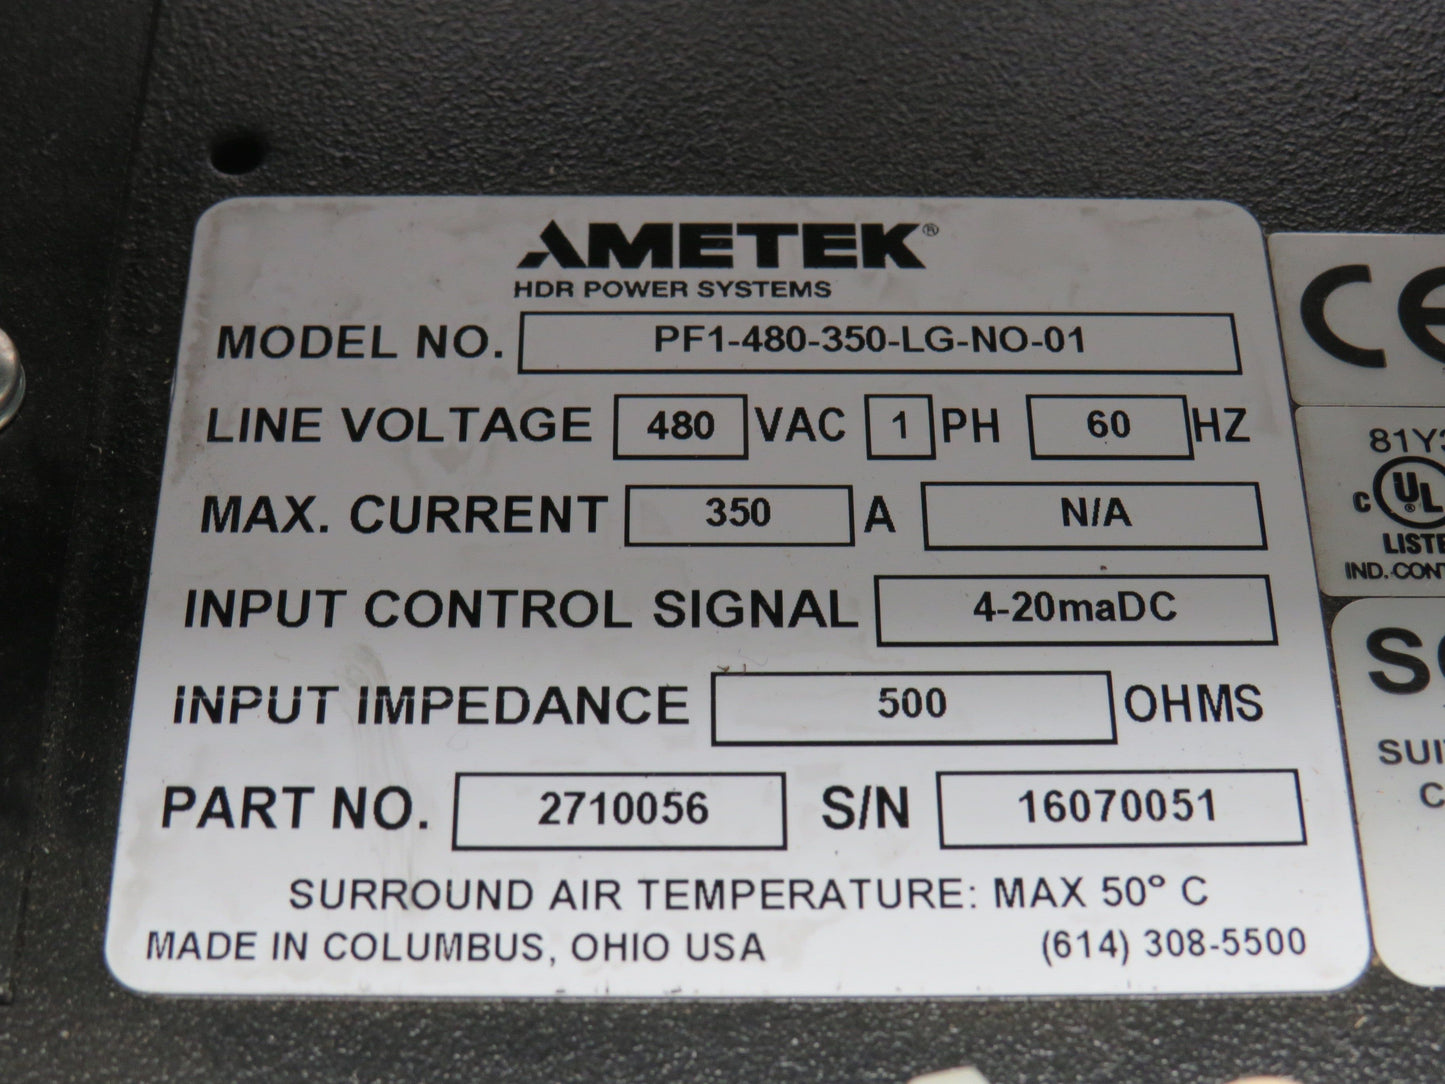 AMETEK®
HDR POWER SYSTEMS
MODEL NO. PF1-480-350-LG-NO-01
LINE VOLTAGE 480 VAC 1 PH 60 HZ
MAX. CURRENT 350 A N/A
INPUT CONTROL SIGNAL 4-20maDC
INPUT IMPEDANCE 500 OHMS
PART NO. 2710056 S/N 16070051
SURROUND AIR TEMPERATURE: MAX 50° C
MADE IN COLUMBUS, OHIO USA (614) 308-5500
CE
C UL ®